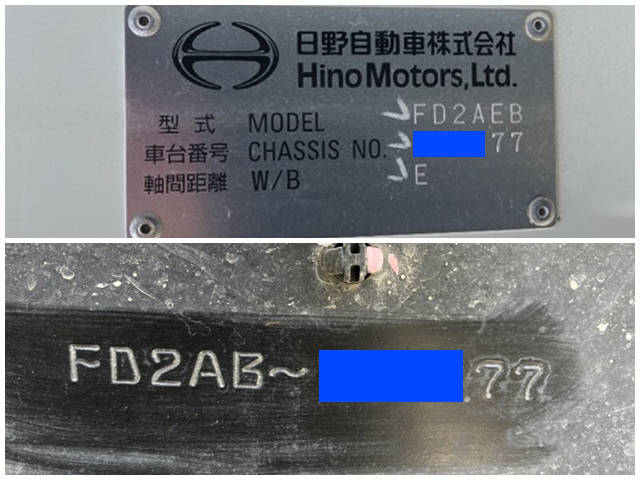 日野自動車株式会社
Hino Motors, Ltd.
型式 MODEL FD2AEB
車台番号 CHASSIS NO. 77
軸間距離 W/B E
FD2AB~ 77